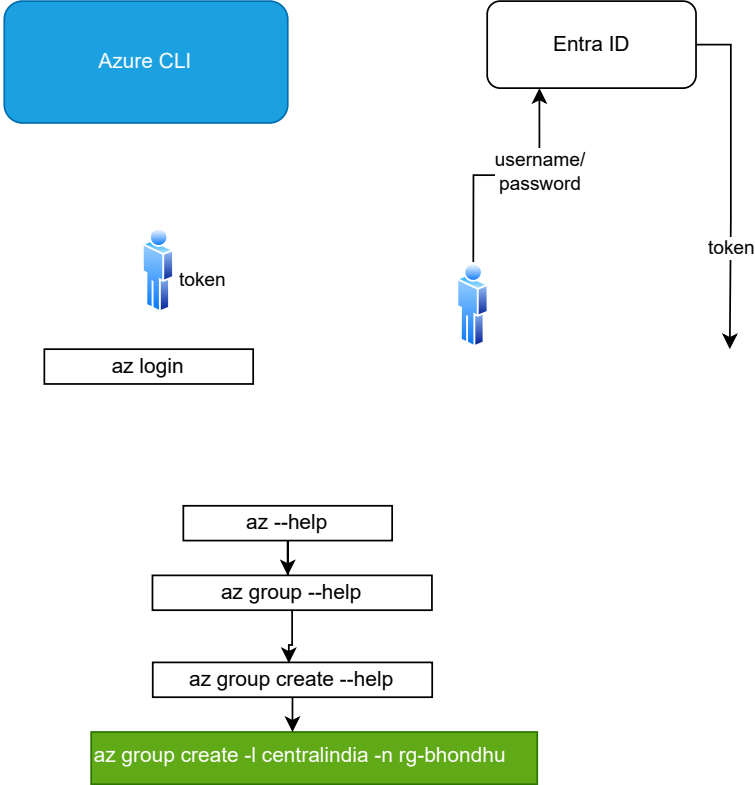 Azure CLI
Entra ID
username/
password
token
token
az login
az --help
az group --help
az group create --help
az group create -l centralindia -n rg-bhondhu